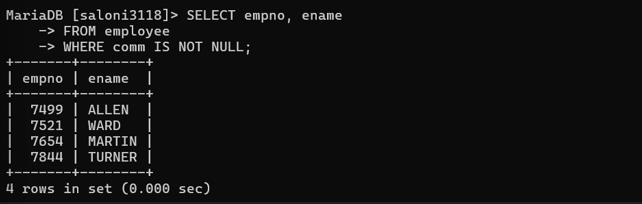 MariaDB [saloni3118]> SELECT empno, ename
    -> FROM employee
    -> WHERE comm IS NOT NULL;
+-------+--------+
| empno | ename  |
+-------+--------+
|  7499 | ALLEN  |
|  7521 | WARD   |
|  7654 | MARTIN |
|  7844 | TURNER |
+-------+--------+
4 rows in set (0.000 sec)